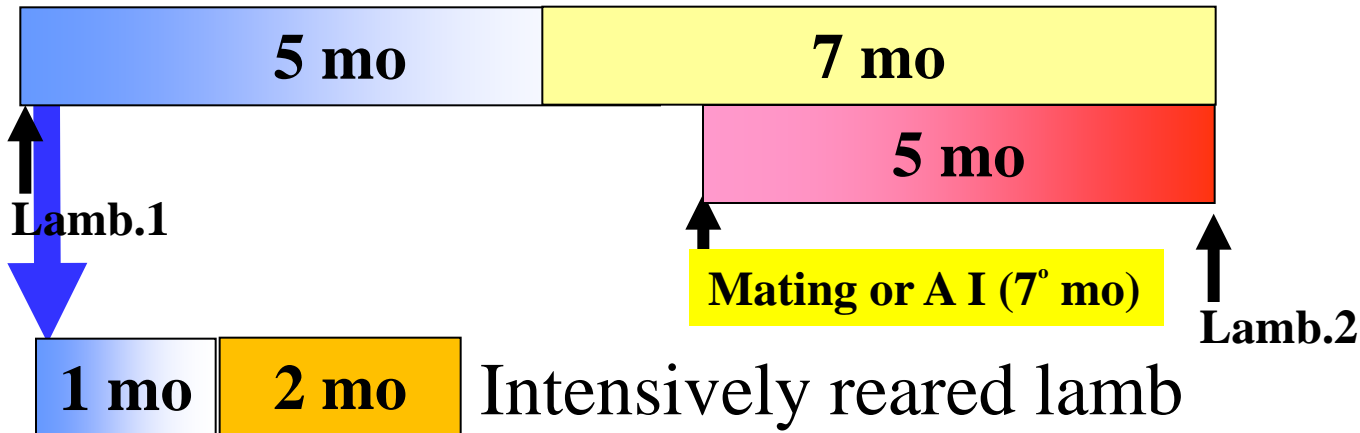 5 mo 7 mo
5 mo
Lamb.1
Mating or A I (7º mo)
Lamb.2
1 mo 2 mo Intensively reared lamb